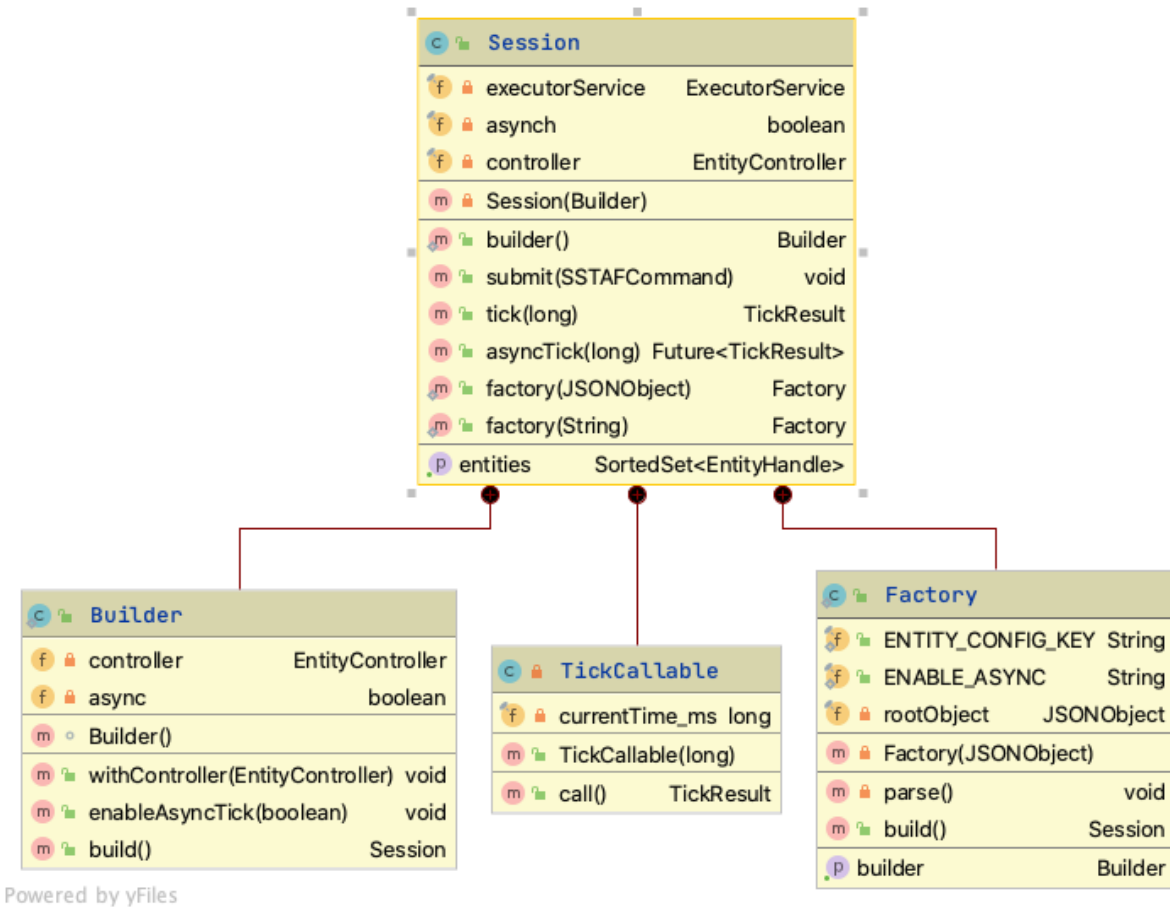 Session
executorService ExecutorService
asynch boolean
controller EntityController
Session(Builder)
builder() Builder
submit(SSTAFCommand) void
tick(long) TickResult
asyncTick(long) Future<TickResult>
factory(JSONObject) Factory
factory(String) Factory
entities SortedSet<EntityHandle>
Builder
controller EntityController
async boolean
Builder()
withController(EntityController) void
enableAsyncTick(boolean) void
build() Session
TickCallable
currentTime_ms long
TickCallable(long)
call() TickResult
Factory
ENTITY_CONFIG_KEY String
ENABLE_ASYNC String
rootObject JSONObject
Factory(JSONObject)
parse() void
build() Session
builder Builder
Powered by yFiles